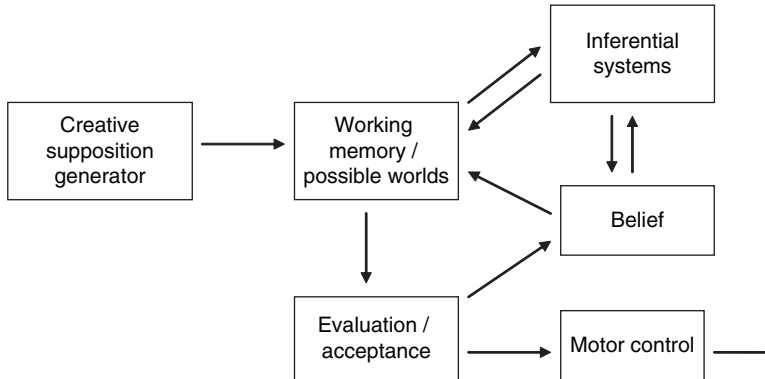 Inferential
systems
Creative
supposition
generator
Working
memory /
possible worlds
Belief
Evaluation /
acceptance
Motor control